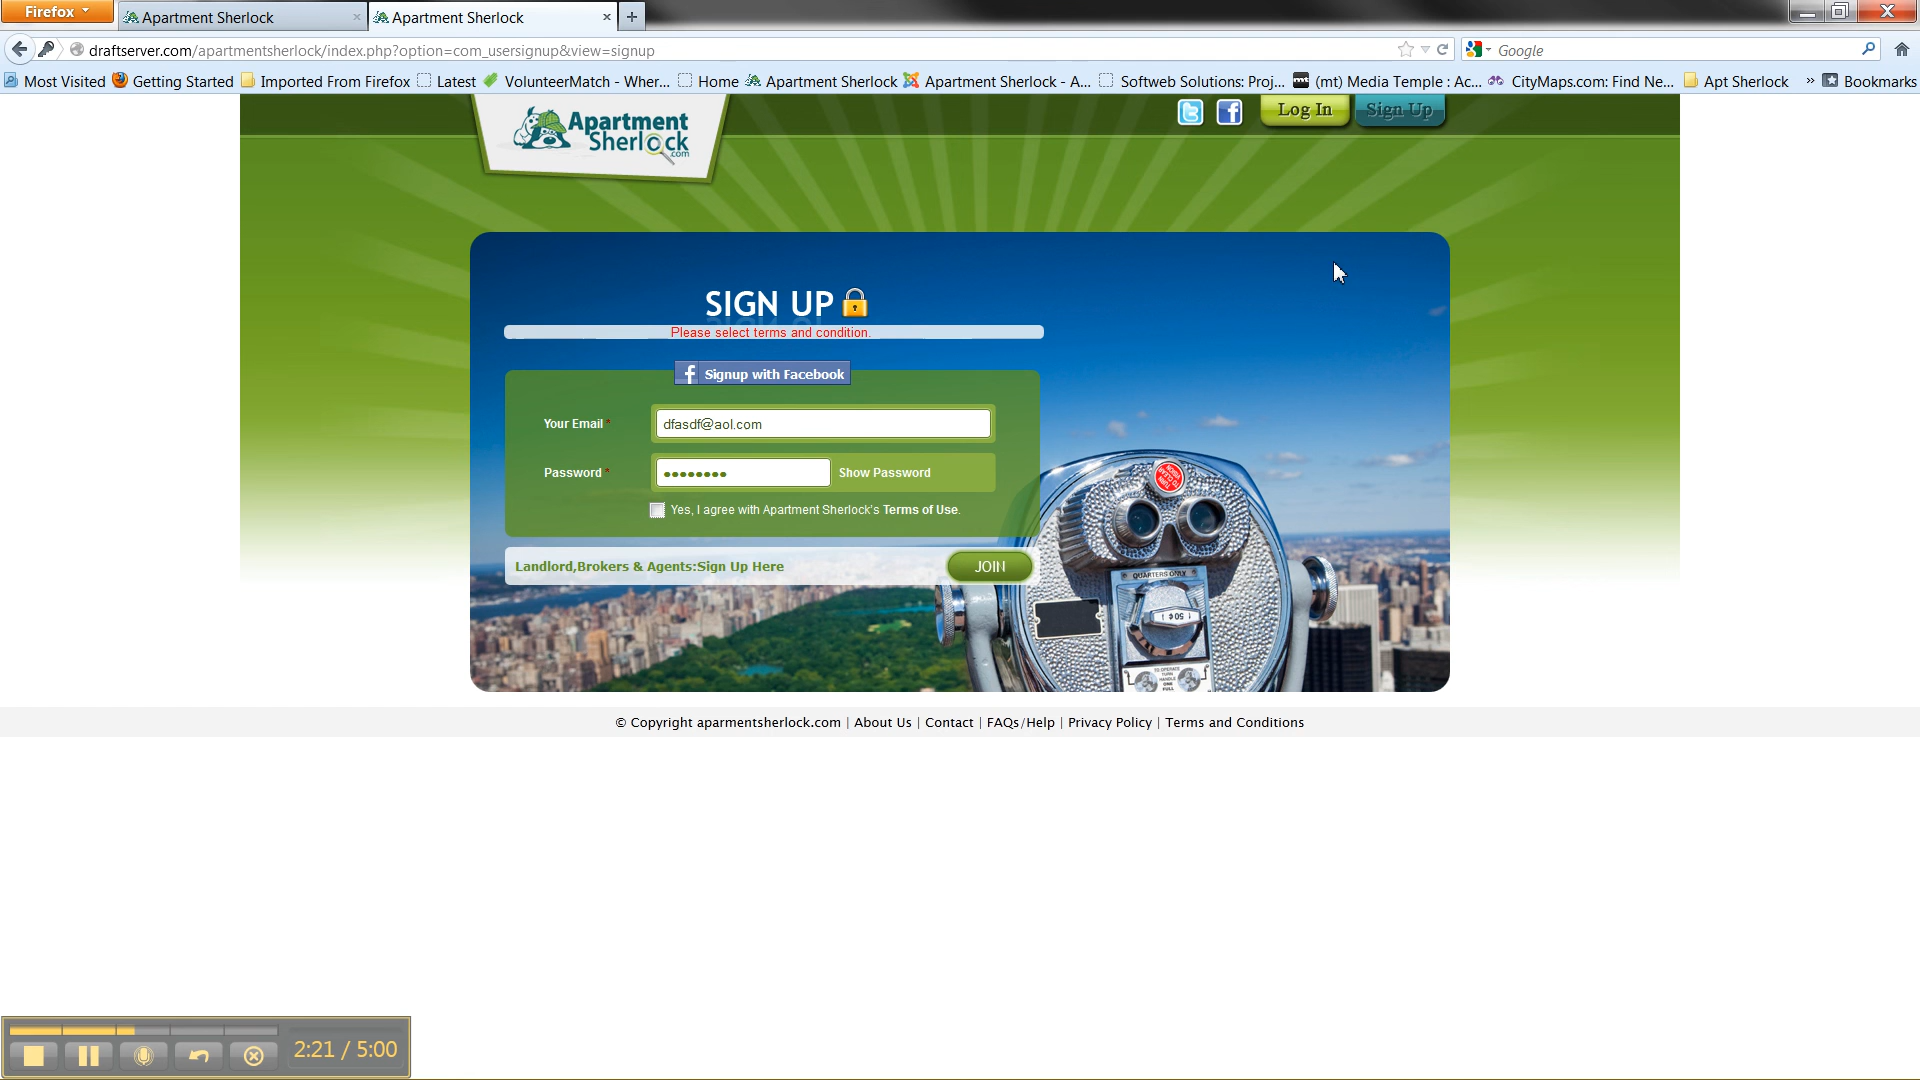 Firefox
Apartment Sherlock
Apartment Sherlock
draftserver.com/apartmentsherlock/index.php?option=com_usersignup&view=signup
Google
Most Visited Getting Started Imported From Firefox Latest VolunteerMatch - Wher... Home Apartment Sherlock Apartment Sherlock - A... Softweb Solutions: Proj... (mt) Media Temple : Ac... CityMaps.com: Find Ne... Apt Sherlock » Bookmarks
Apartment
Sherlock
.com
Log In
Sign Up
SIGN UP
Please select terms and condition.
Signup with Facebook
Your Email *
dfasdf@aol.com
Password *
Show Password
Yes, I agree with Apartment Sherlock's Terms of Use.
Landlord,Brokers & Agents:Sign Up Here
JOIN
QUARTERS ONLY
© Copyright aparmentsherlock.com | About Us | Contact | FAQs/Help | Privacy Policy | Terms and Conditions
2:21 / 5:00